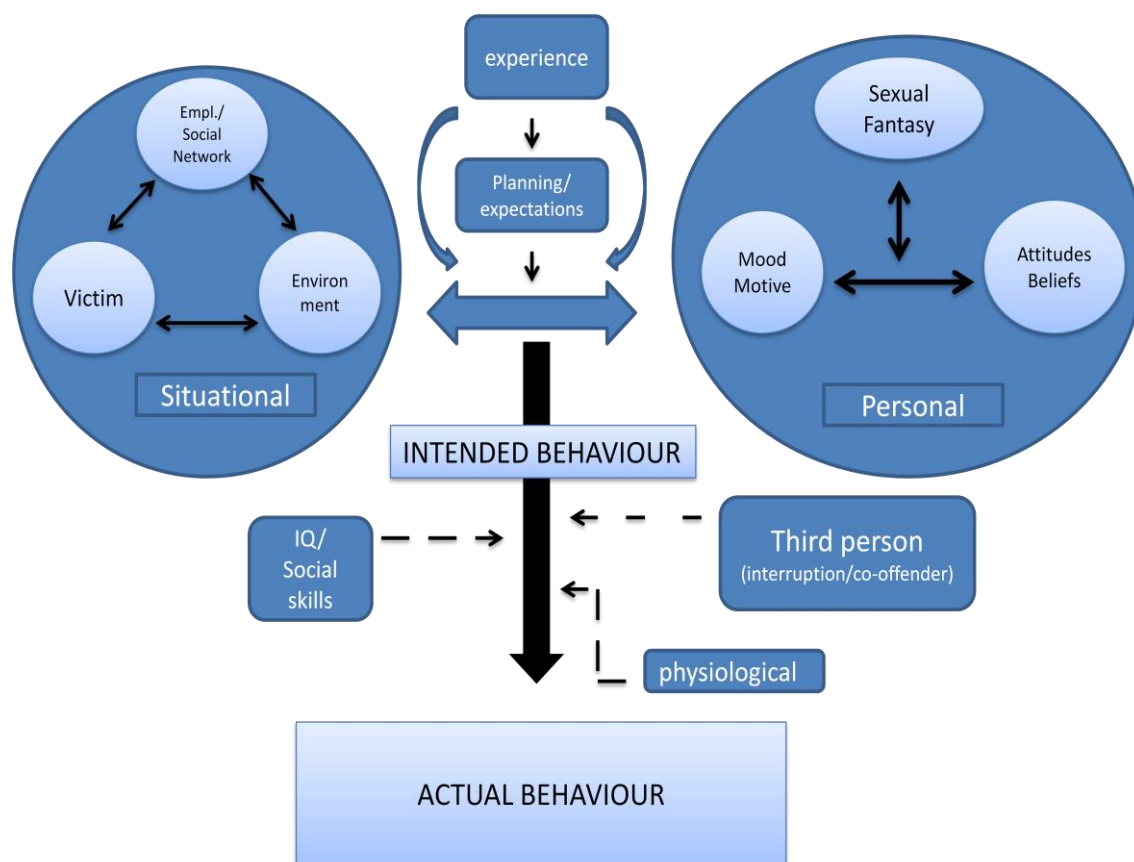 experience
Empl./
Social
Network
Sexual
Fantasy
Planning/
expectations
Mood
Motive
Attitudes
Beliefs
Victim
Environ
ment
Situational
Personal
INTENDED BEHAVIOUR
IQ/
Social
skills
Third person
(interruption/co-offender)
physiological
ACTUAL BEHAVIOUR